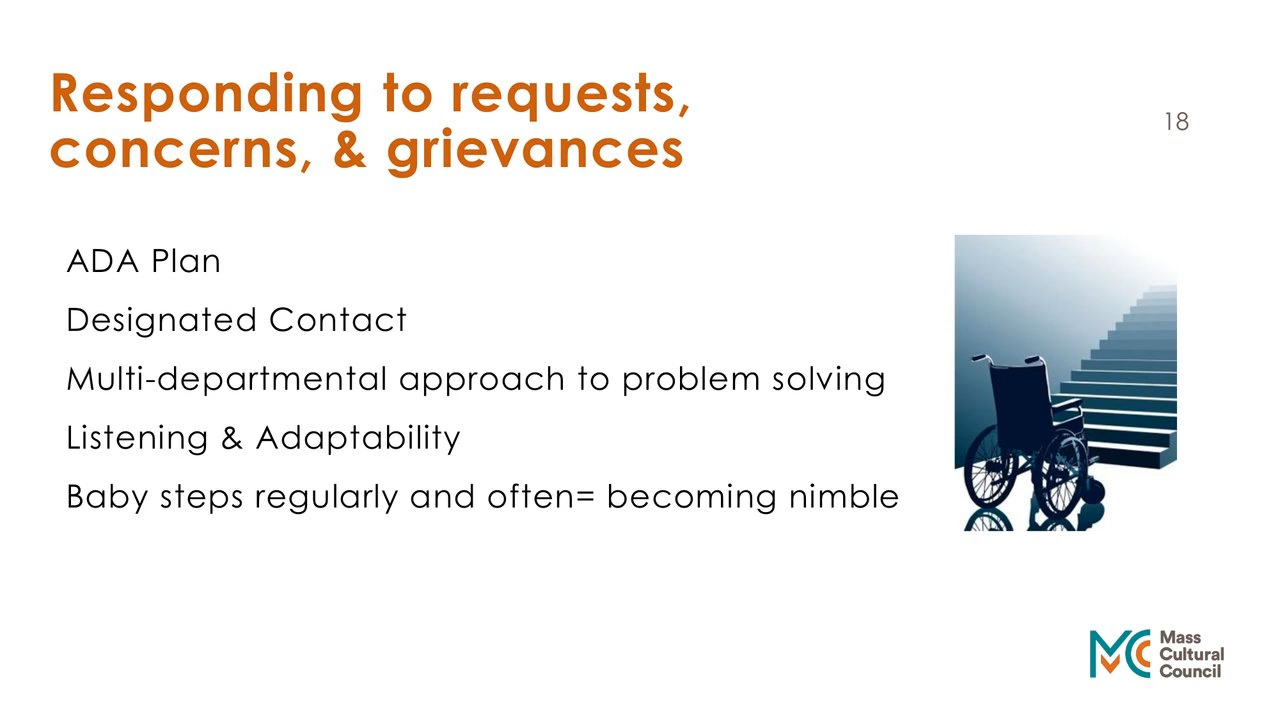 Responding to requests,
concerns, & grievances
18
ADA Plan
Designated Contact
Multi-departmental approach to problem solving
Listening & Adaptability
Baby steps regularly and often= becoming nimble
MCC
Mass
Cultural
Council